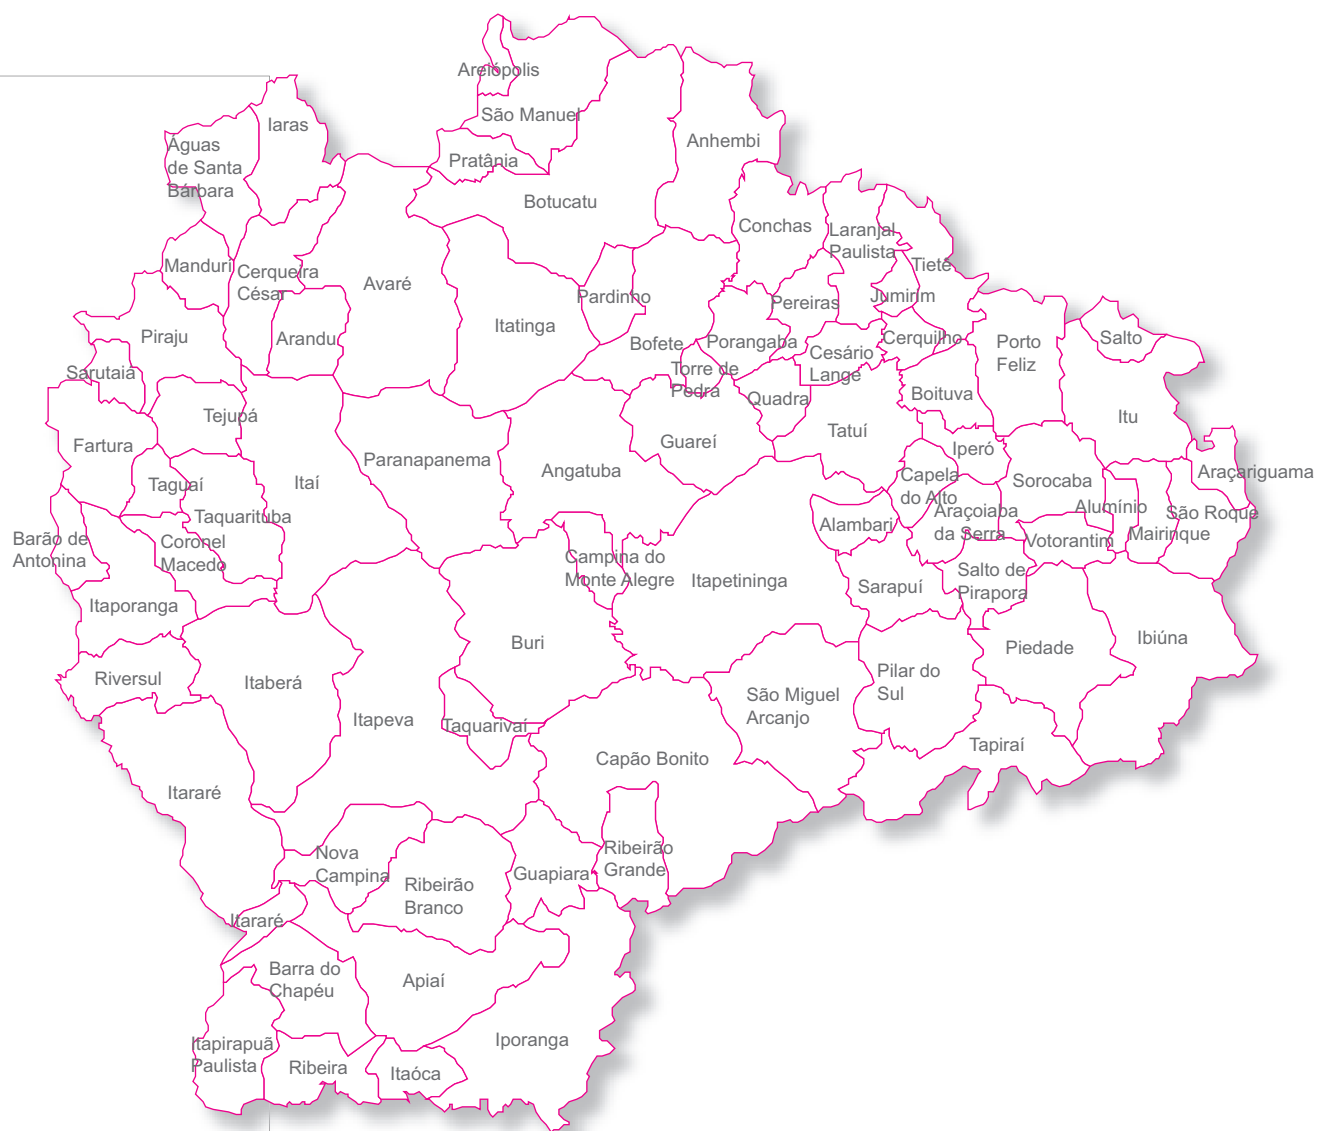 Areiópolis
São Manuel
Iaras
Águas
de Santa
Bárbara
Pratânia
Anhembi
Botucatu
Conchas
Laranjal
Paulista
Tietê
Manduri
Cerqueira
César
Avaré
Pardinho
Pereiras
Jumirim
Itatinga
Piraju
Arandu
Bofete
Porangaba
Cesário
Lange
Cerquilho
Porto
Feliz
Salto
Sarutaiá
Torre de
Pedra
Quadra
Boituva
Tejupá
Itu
Fartura
Guareí
Tatuí
Paranapanema
Angatuba
Iperó
Taguaí
Itaí
Capela
do Alto
Sorocaba
Araçariguama
Taquarituba
Alambari
Araçoiaba
da Serra
Alumínio
São Roque
Mairinque
Votorantim
Barão de
Antonina
Coronel
Macedo
Campina do
Monte Alegre
Itapetininga
Sarapuí
Salto de
Pirapora
Itaporanga
Buri
Piedade
Ibiúna
Riversul
Itaberá
Pilar do
Sul
São Miguel
Arcanjo
Itapeva
Taquarivaí
Capão Bonito
Tapiraí
Itararé
Nova
Campina
Ribeirão
Grande
Guapiara
Ribeirão
Branco
Itararé
Barra do
Chapéu
Apiaí
Itapirapuã
Paulista
Iporanga
Ribeira
Itaóca